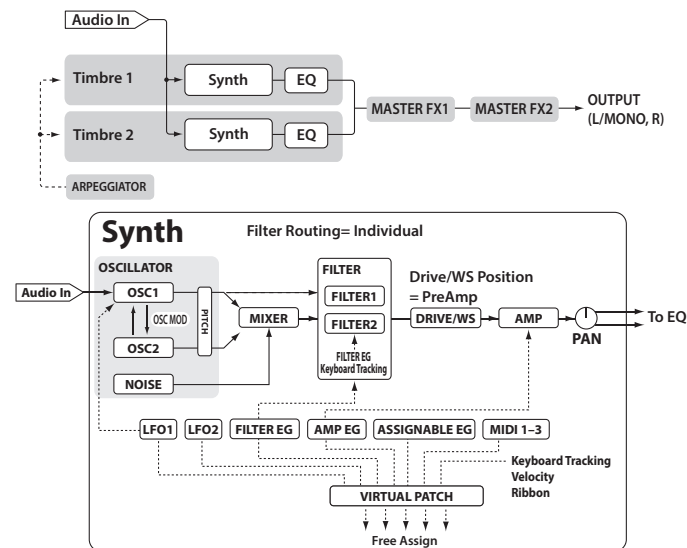 Audio In
Timbre 1
Synth
EQ
Timbre 2
Synth
EQ
MASTER FX1
MASTER FX2
OUTPUT
(L/MONO, R)
ARPEGGIATOR
Synth
Filter Routing= Individual
OSCILLATOR
Audio In
OSC1
OSC MOD
OSC2
PITCH
NOISE
MIXER
FILTER
FILTER1
FILTER2
FILTER EG
Keyboard Tracking
Drive/WS Position
= PreAmp
DRIVE/WS
AMP
PAN
To EQ
LFO1
LFO2
FILTER EG
AMP EG
ASSIGNABLE EG
MIDI 1–3
Keyboard Tracking
Velocity
Ribbon
VIRTUAL PATCH
Free Assign